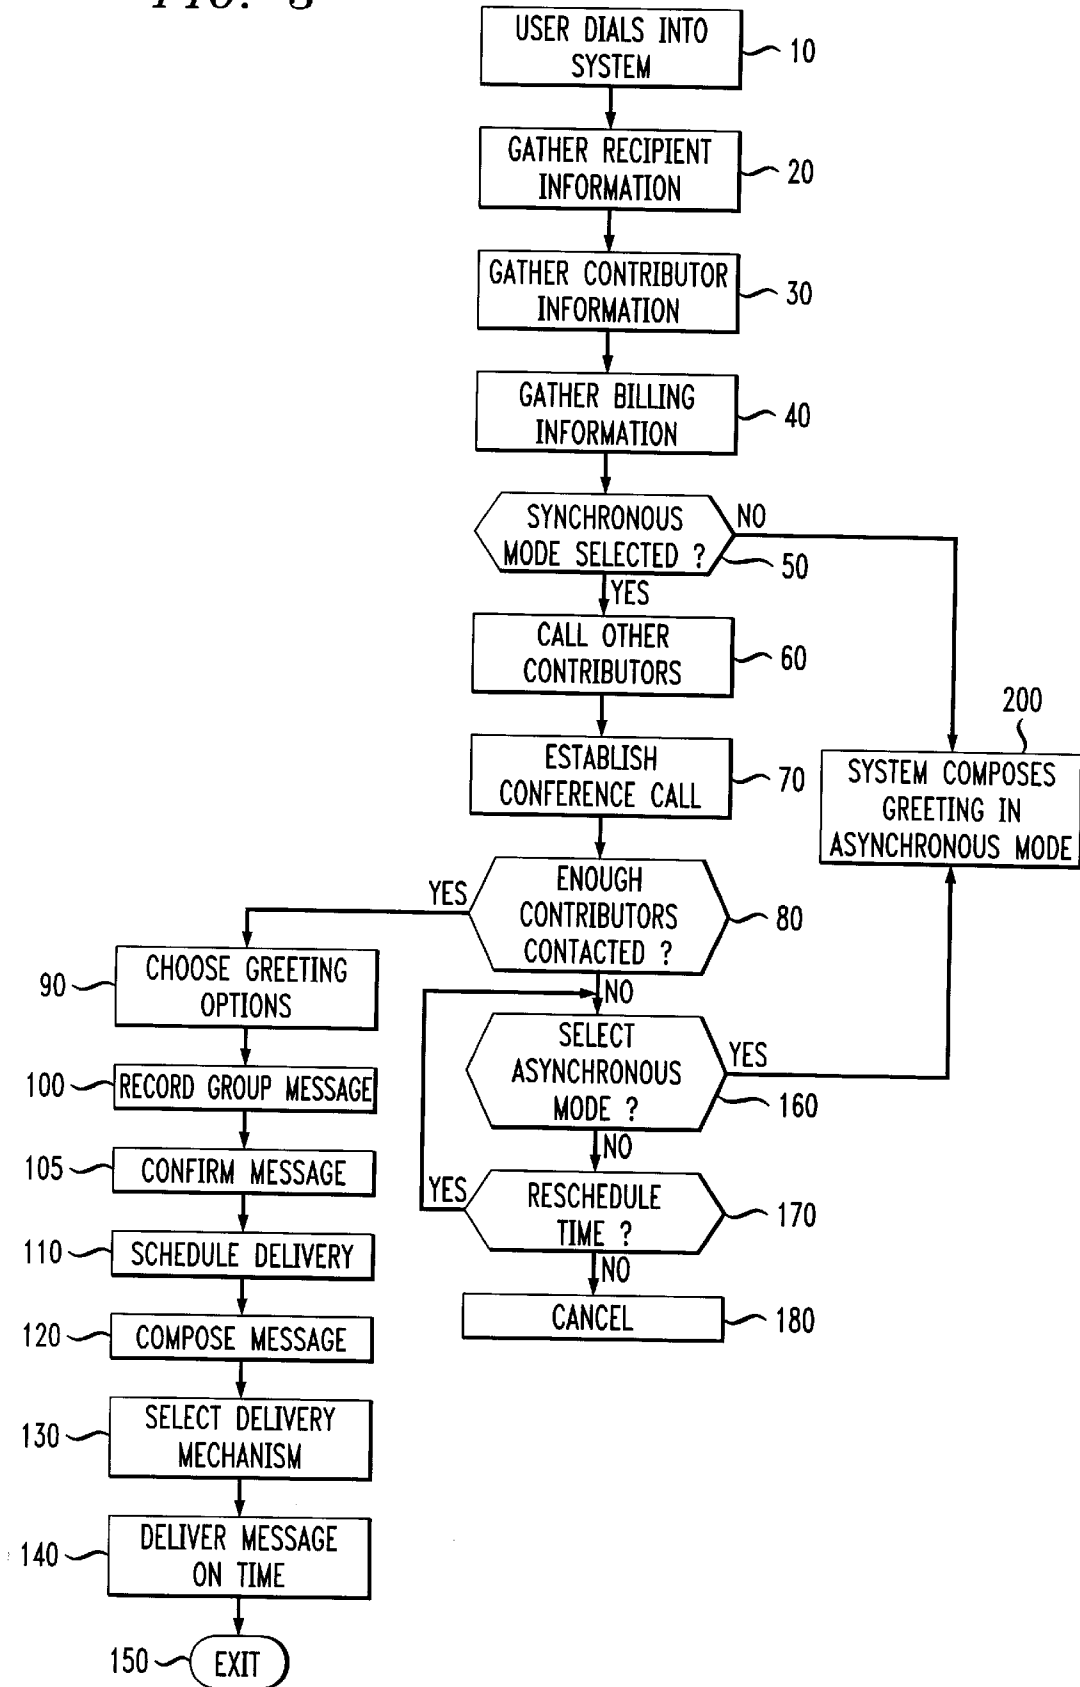 FIG. 3
USER DIALS INTO
SYSTEM
10
GATHER RECIPIENT
INFORMATION
20
GATHER CONTRIBUTOR
INFORMATION
30
GATHER BILLING
INFORMATION
40
SYNCHRONOUS
MODE SELECTED ?
NO
50
YES
CALL OTHER
CONTRIBUTORS
60
200
ESTABLISH
CONFERENCE CALL
70
SYSTEM COMPOSES
GREETING IN
ASYNCHRONOUS MODE
YES
ENOUGH
CONTRIBUTORS
CONTACTED ?
80
90
CHOOSE GREETING
OPTIONS
NO
SELECT
ASYNCHRONOUS
MODE ?
YES
160
100
RECORD GROUP MESSAGE
NO
105
CONFIRM MESSAGE
YES
RESCHEDULE
TIME ?
170
110
SCHEDULE DELIVERY
NO
CANCEL
180
120
COMPOSE MESSAGE
130
SELECT DELIVERY
MECHANISM
140
DELIVER MESSAGE
ON TIME
150
EXIT